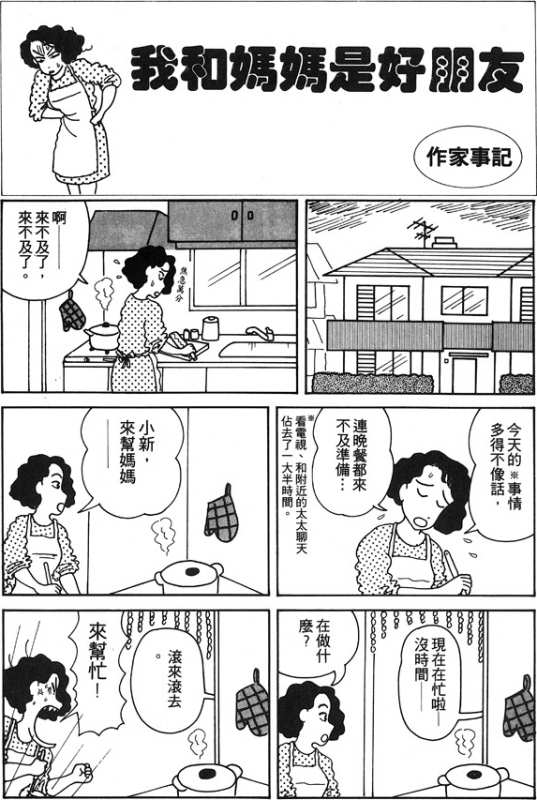 我和媽媽是好朋友
作家事記
啊——
來不及了，
來不及了。
焦急萬分
今天的※事情
多得不像話，
連晚餐都來
不及準備…
※
看電視、和附近的太太聊天
佔去了一大半時間。
小新，
來幫媽媽
在做什
麼？
現在在忙啦—
沒時間—
滾來滾去
。
來幫忙！